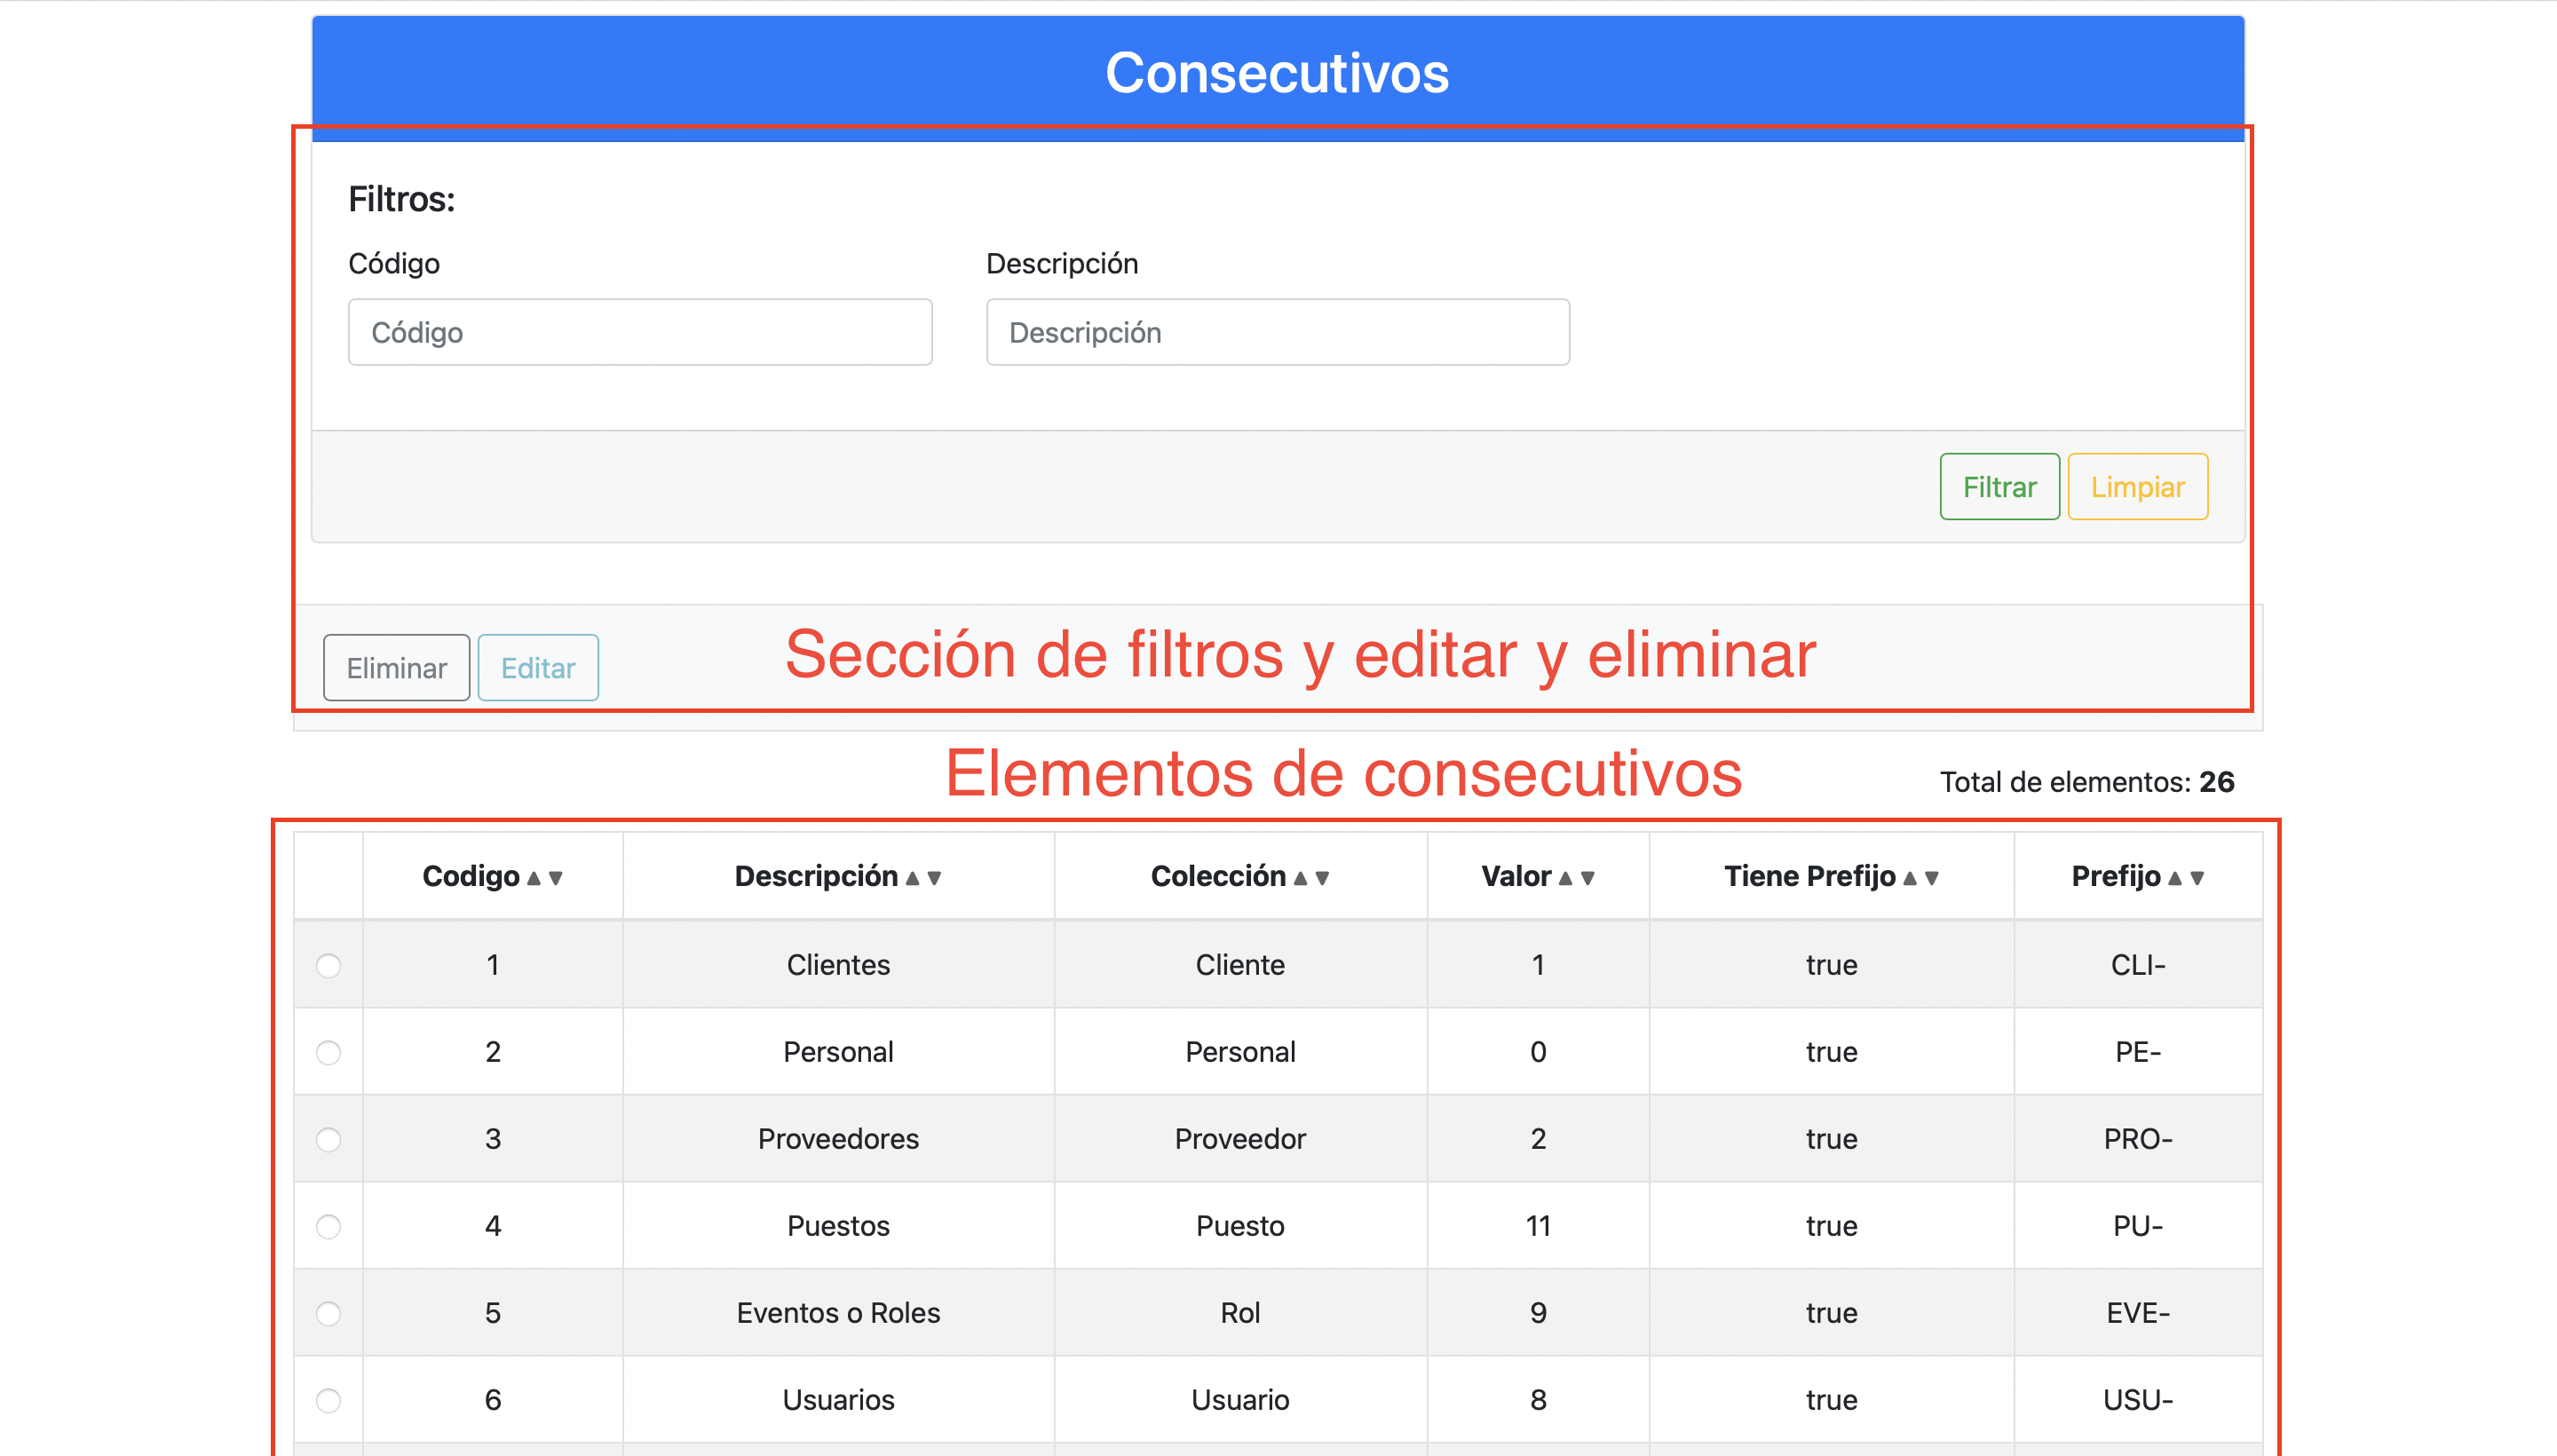 Consecutivos
Filtros:
Código Descripción
Código Descripción
Filtrar Limpiar
Eliminar Editar Sección de filtros y editar y eliminar
Elementos de consecutivos Total de elementos: 26
Codigo▲▼ Descripción▲▼ Colección▲▼ Valor▲▼ Tiene Prefijo▲▼ Prefijo▲▼
1 Clientes Cliente 1 true CLI-
2 Personal Personal 0 true PE-
3 Proveedores Proveedor 2 true PRO-
4 Puestos Puesto 11 true PU-
5 Eventos o Roles Rol 9 true EVE-
6 Usuarios Usuario 8 true USU-